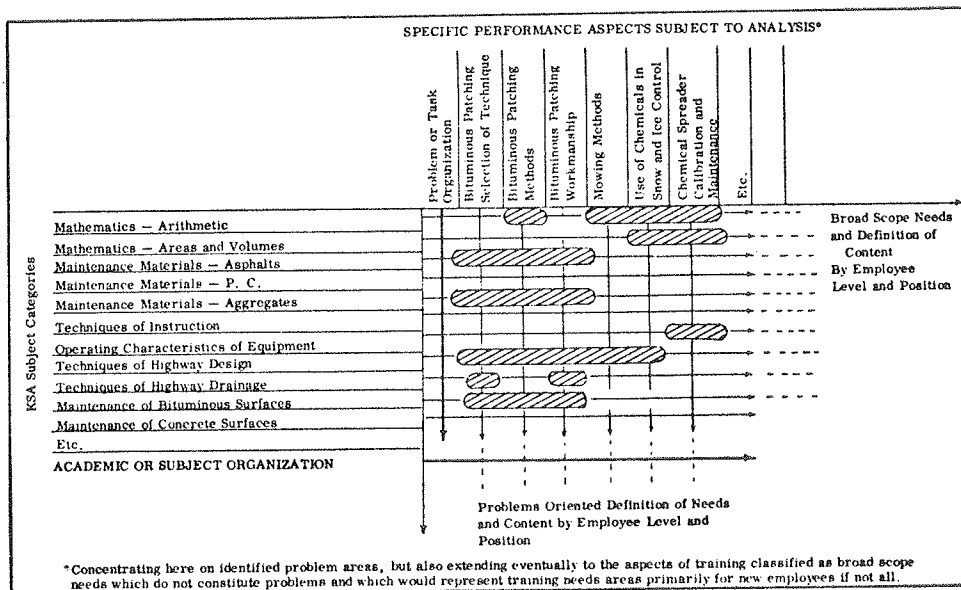 SPECIFIC PERFORMANCE ASPECTS SUBJECT TO ANALYSIS*
Problem or Task
Organization
Bituminous Patching
Selection of Technique
Bituminous Patching
Methods
Bituminous Patching
Workmanship
Mowing Methods
Use of Chemicals in
Snow and Ice Control
Chemical Spreader
Calibration and
Maintenance
Etc.
KSA Subject Categories
Mathematics — Arithmetic
Mathematics — Areas and Volumes
Maintenance Materials — Asphalts
Maintenance Materials — P. C.
Maintenance Materials — Aggregates
Techniques of Instruction
Operating Characteristics of Equipment
Techniques of Highway Design
Techniques of Highway Drainage
Maintenance of Bituminous Surfaces
Maintenance of Concrete Surfaces
Etc.
ACADEMIC OR SUBJECT ORGANIZATION
Broad Scope Needs
and Definition of
Content
By Employee
Level and Position
Problems Oriented Definition of Needs
and Content by Employee Level and
Position
*Concentrating here on identified problem areas, but also extending eventually to the aspects of training classified as broad scope
needs which do not constitute problems and which would represent training needs areas primarily for new employees if not all.